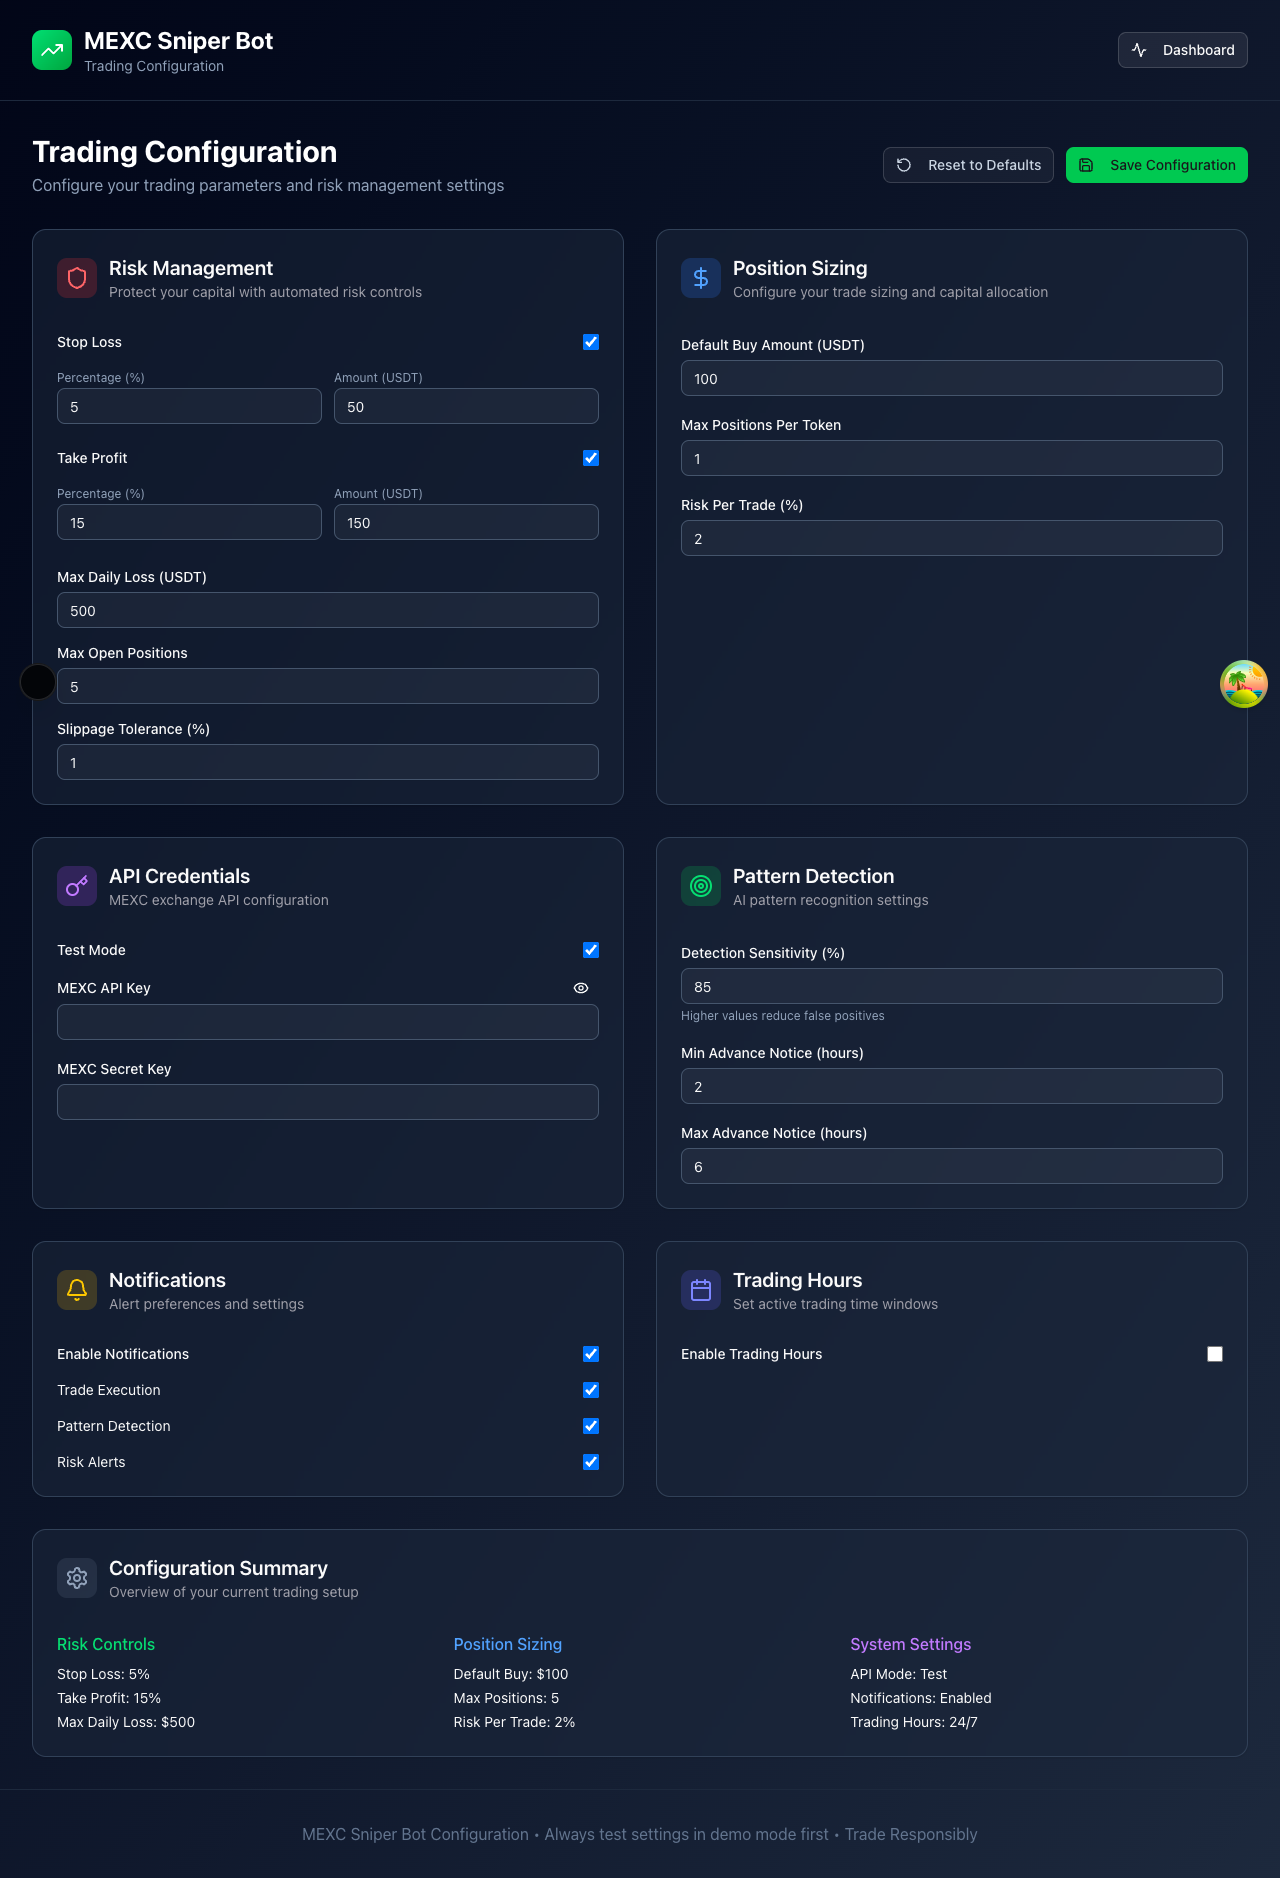 MEXC Sniper Bot
Trading Configuration
Dashboard
Trading Configuration
Configure your trading parameters and risk management settings
Reset to Defaults
Save Configuration
Risk Management
Protect your capital with automated risk controls
Stop Loss
Percentage (%)
Amount (USDT)
5
50
Take Profit
Percentage (%)
Amount (USDT)
15
150
Max Daily Loss (USDT)
500
Max Open Positions
5
Slippage Tolerance (%)
1
Position Sizing
Configure your trade sizing and capital allocation
Default Buy Amount (USDT)
100
Max Positions Per Token
1
Risk Per Trade (%)
2
API Credentials
MEXC exchange API configuration
Test Mode
MEXC API Key
MEXC Secret Key
Pattern Detection
AI pattern recognition settings
Detection Sensitivity (%)
85
Higher values reduce false positives
Min Advance Notice (hours)
2
Max Advance Notice (hours)
6
Notifications
Alert preferences and settings
Enable Notifications
Trade Execution
Pattern Detection
Risk Alerts
Trading Hours
Set active trading time windows
Enable Trading Hours
Configuration Summary
Overview of your current trading setup
Risk Controls
Stop Loss: 5%
Take Profit: 15%
Max Daily Loss: $500
Position Sizing
Default Buy: $100
Max Positions: 5
Risk Per Trade: 2%
System Settings
API Mode: Test
Notifications: Enabled
Trading Hours: 24/7
MEXC Sniper Bot Configuration • Always test settings in demo mode first • Trade Responsibly